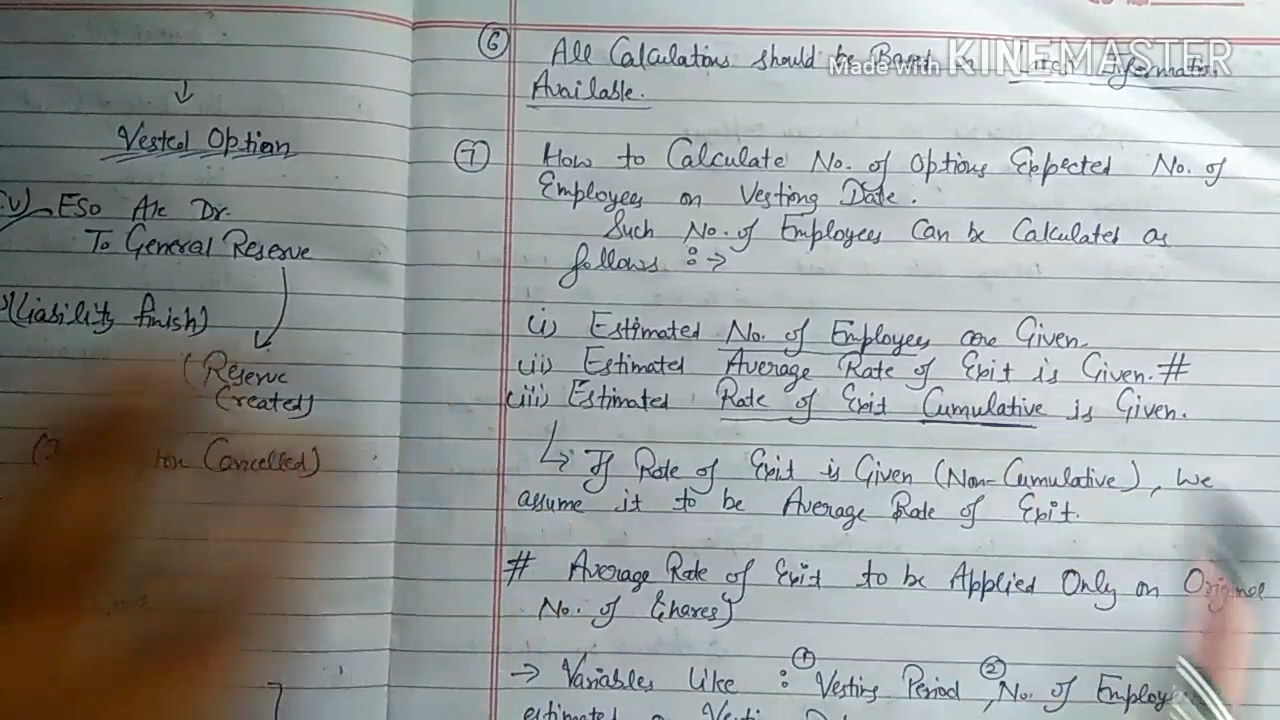 ↓
Vested Option
(v) ESO A/c Dr.
To General Reserve
(Liability finish)
(Reserve
Created)
Cancelled)
⑥ All Calculations should be Based on Information
Made with KINEMASTER
Available.
⑦ How to Calculate No. of Options Expected No. of
Employees on Vesting Date.
Such No. of Employees Can be Calculated as
follows :→
(i) Estimated No. of Employees are Given.
(ii) Estimated Average Rate of Exit is Given. #
(iii) Estimated Rate of Exit Cumulative is Given.
↳ If Rate of Exit is Given (Non-Cumulative), We
assume it to be Average Rate of Exit.
# Average Rate of Exit to be Applied Only on Original
No. of Shares}
→ Variables Like : ① Vesting Period, ② No. of
estimated